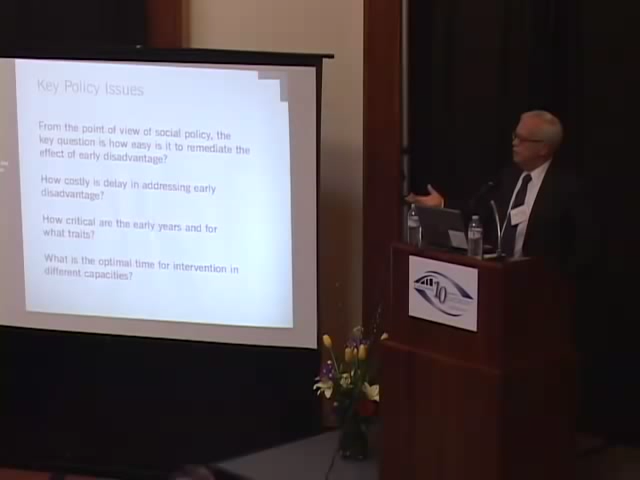 Key Policy Issues
From the point of view of social policy, the
key question is how easy is it to remediate the
effect of early disadvantage?
How costly is delay in addressing early
disadvantage?
How critical are the early years and for
what traits?
What is the optimal time for intervention in
different capacities?
10